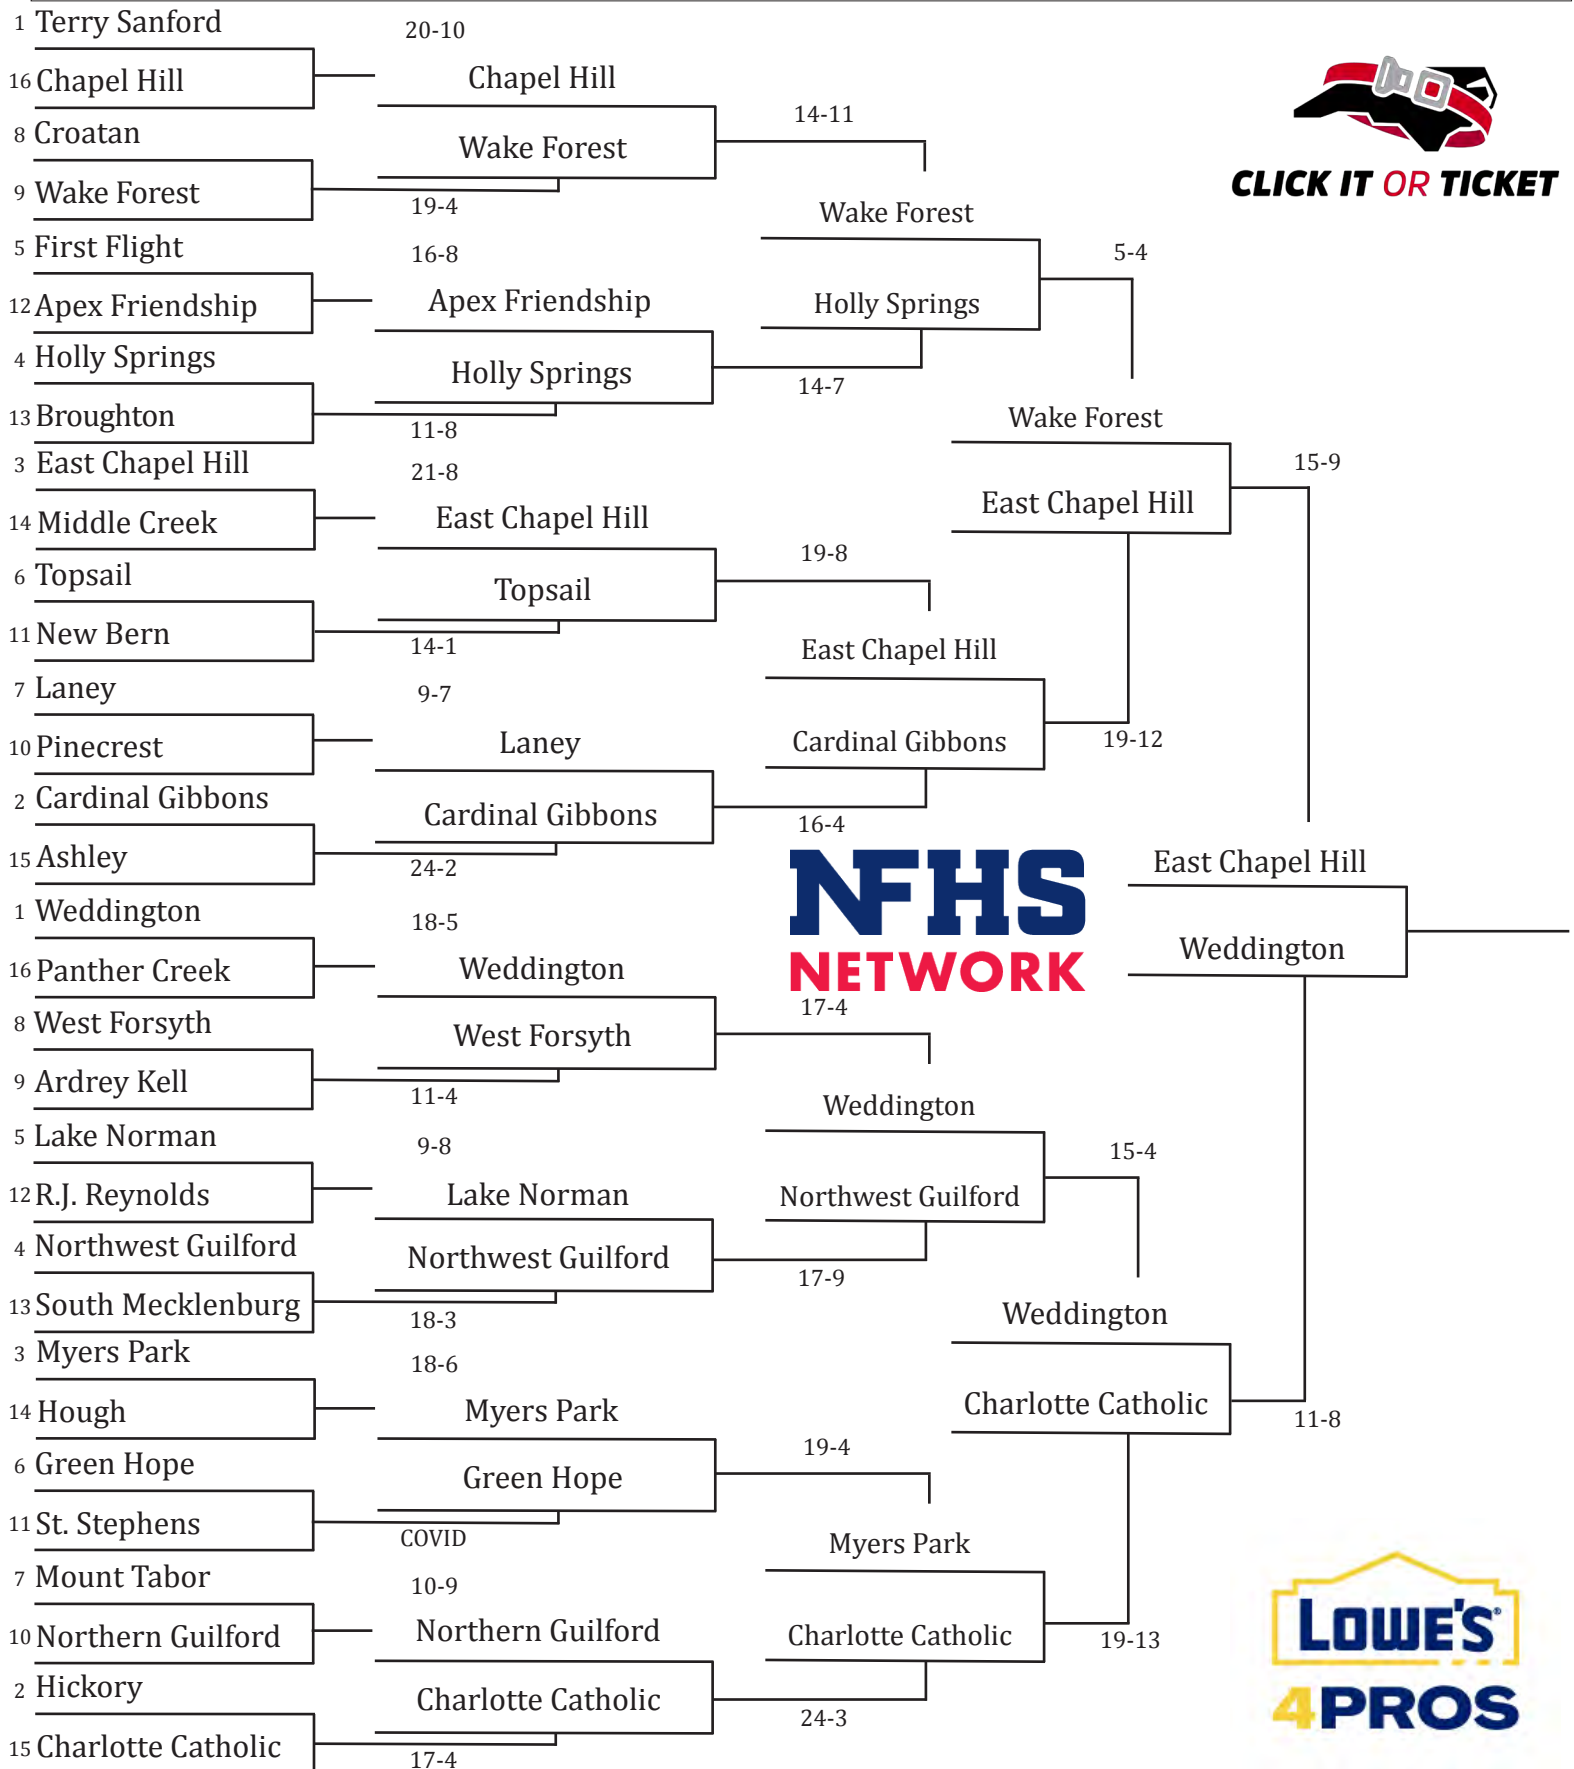 1 Terry Sanford
20-10
16 Chapel Hill
Chapel Hill
8 Croatan
14-11
Wake Forest
9 Wake Forest
19-4
CLICK IT OR TICKET
Wake Forest
5 First Flight
16-8
5-4
12 Apex Friendship
Apex Friendship
Holly Springs
4 Holly Springs
Holly Springs
14-7
13 Broughton
11-8
Wake Forest
3 East Chapel Hill
21-8
15-9
14 Middle Creek
East Chapel Hill
East Chapel Hill
19-8
6 Topsail
Topsail
11 New Bern
14-1
East Chapel Hill
7 Laney
9-7
10 Pinecrest
Laney
Cardinal Gibbons
19-12
2 Cardinal Gibbons
Cardinal Gibbons
16-4
15 Ashley
24-2
East Chapel Hill
NFHS
NETWORK
1 Weddington
18-5
Weddington
16 Panther Creek
Weddington
17-4
8 West Forsyth
West Forsyth
9 Ardrey Kell
11-4
Weddington
5 Lake Norman
9-8
15-4
12 R.J. Reynolds
Lake Norman
Northwest Guilford
4 Northwest Guilford
Northwest Guilford
17-9
13 South Mecklenburg
18-3
Weddington
3 Myers Park
18-6
14 Hough
Myers Park
Charlotte Catholic
11-8
19-4
6 Green Hope
Green Hope
11 St. Stephens
COVID
Myers Park
7 Mount Tabor
10-9
10 Northern Guilford
Northern Guilford
Charlotte Catholic
19-13
2 Hickory
Charlotte Catholic
24-3
15 Charlotte Catholic
17-4
LOWE'S®
4PROS